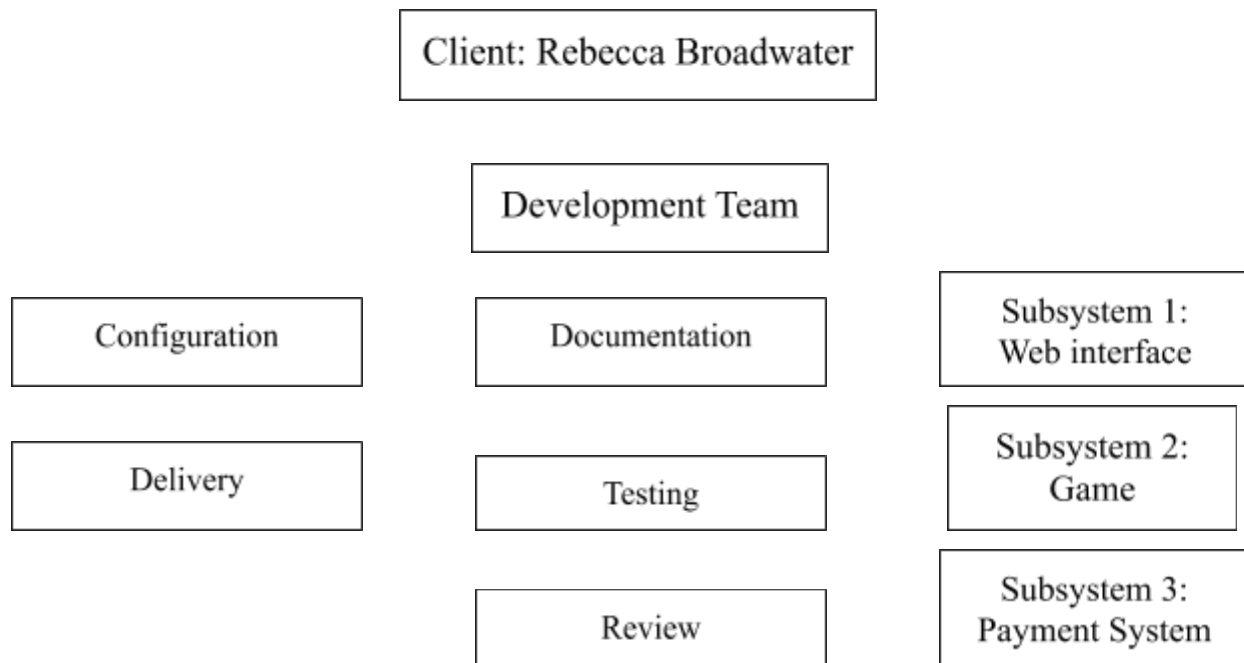 Client: Rebecca Broadwater
Development Team
Configuration
Documentation
Subsystem 1:
Web interface
Delivery
Testing
Subsystem 2:
Game
Review
Subsystem 3:
Payment System